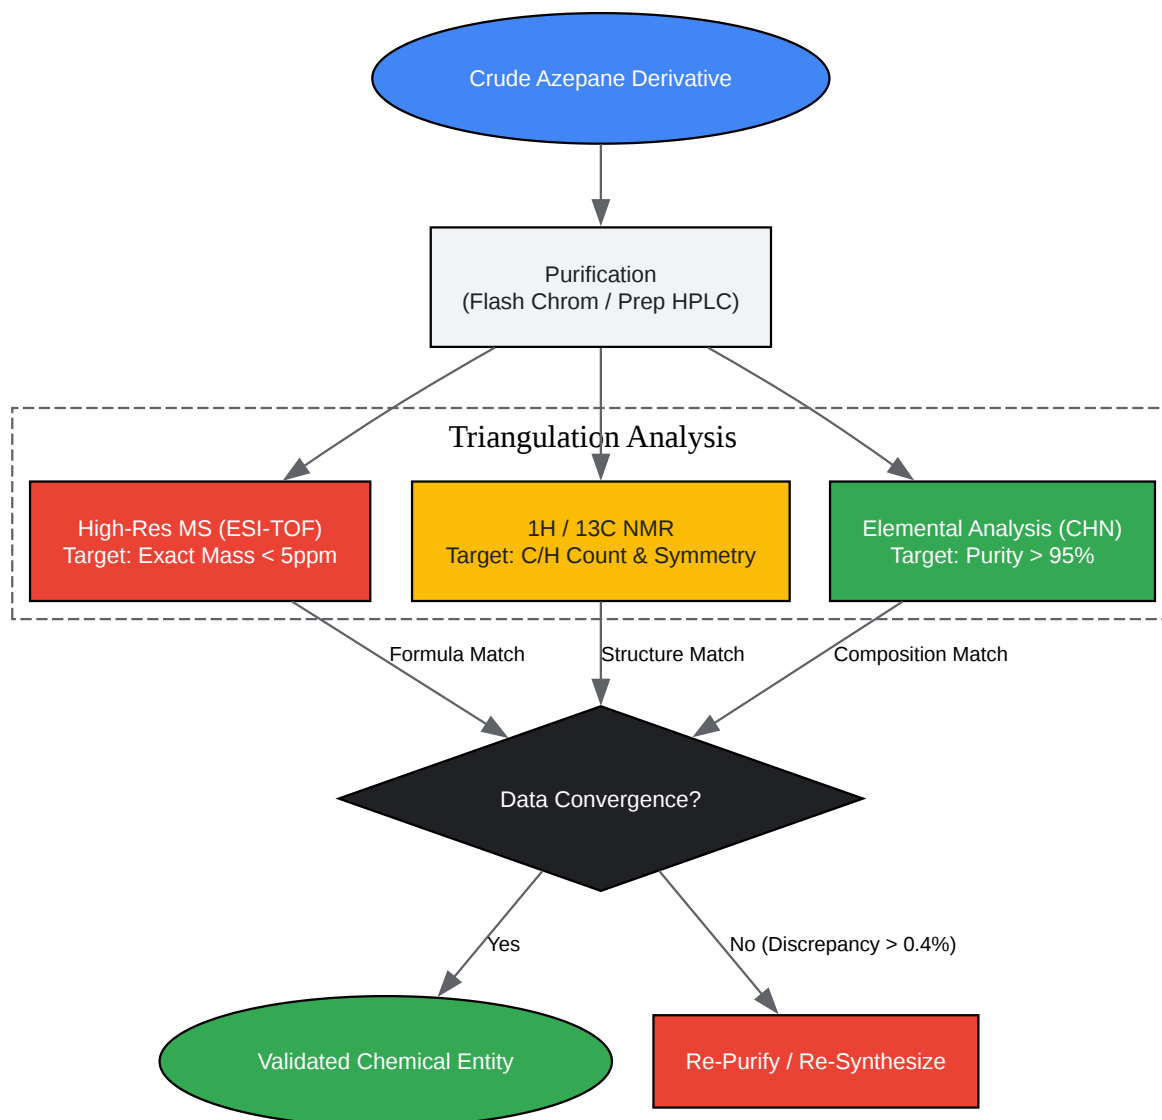 Crude Azepane Derivative
Purification
(Flash Chrom / Prep HPLC)
Triangulation Analysis
High-Res MS (ESI-TOF)
Target: Exact Mass < 5ppm
1H / 13C NMR
Target: C/H Count & Symmetry
Elemental Analysis (CHN)
Target: Purity > 95%
Formula Match
Structure Match
Composition Match
Data Convergence?
Yes
No (Discrepancy > 0.4%)
Validated Chemical Entity
Re-Purify / Re-Synthesize